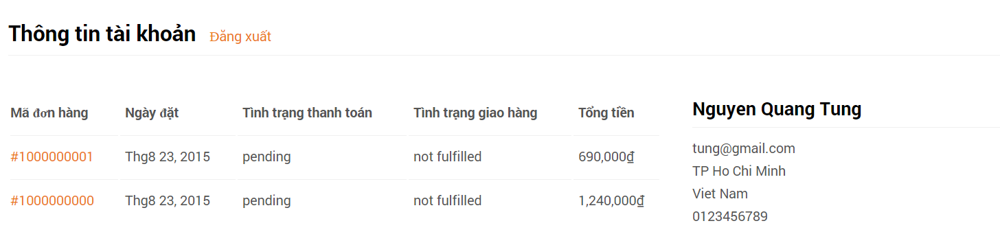 Thông tin tài khoản Đăng xuất
Mã đơn hàng Ngày đặt Tình trạng thanh toán Tình trạng giao hàng Tổng tiền
#1000000001 Thg8 23, 2015 pending not fulfilled 690,000₫
#1000000000 Thg8 23, 2015 pending not fulfilled 1,240,000₫
Nguyen Quang Tung
tung@gmail.com
TP Ho Chi Minh
Viet Nam
0123456789